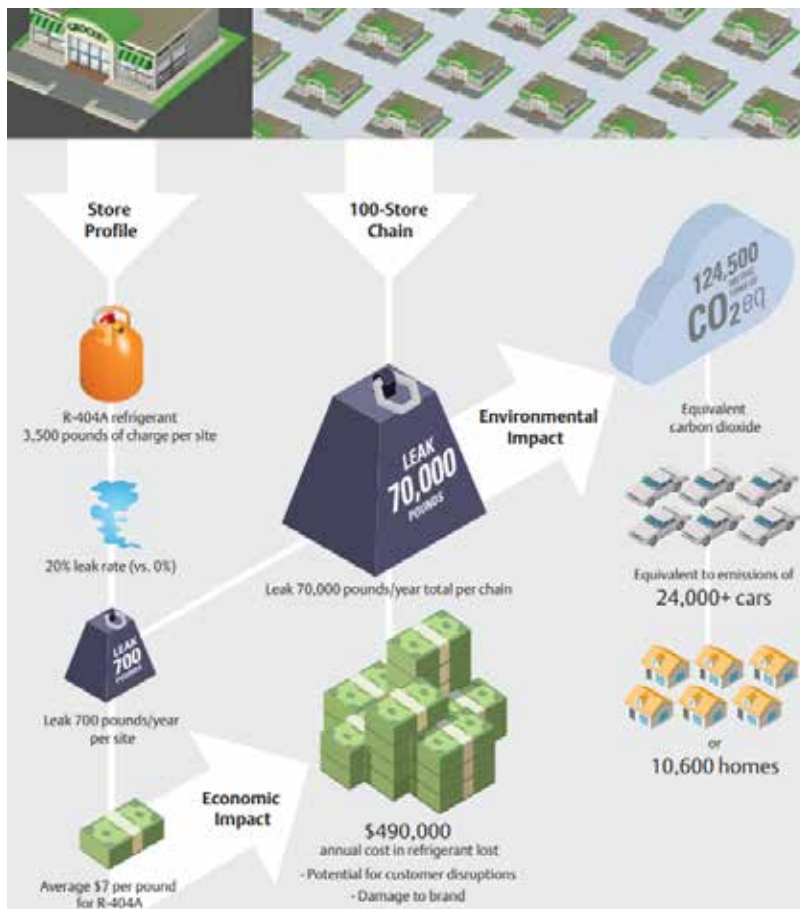 GROCERY
Store
Profile
100-Store
Chain
124,500
METRIC
TONS OF
CO2eq
R-404A refrigerant
3,500 pounds of charge per site
Environmental
Impact
Equivalent
carbon dioxide
LEAK
70,000
POUNDS
20% leak rate (vs. 0%)
Leak 70,000 pounds/year total per chain
Equivalent to emissions of
24,000+ cars
LEAK
700
POUNDS
Leak 700 pounds/year
per site
or
10,600 homes
Economic
Impact
$490,000
annual cost in refrigerant lost
- Potential for customer disruptions
- Damage to brand
Average $7 per pound
for R-404A